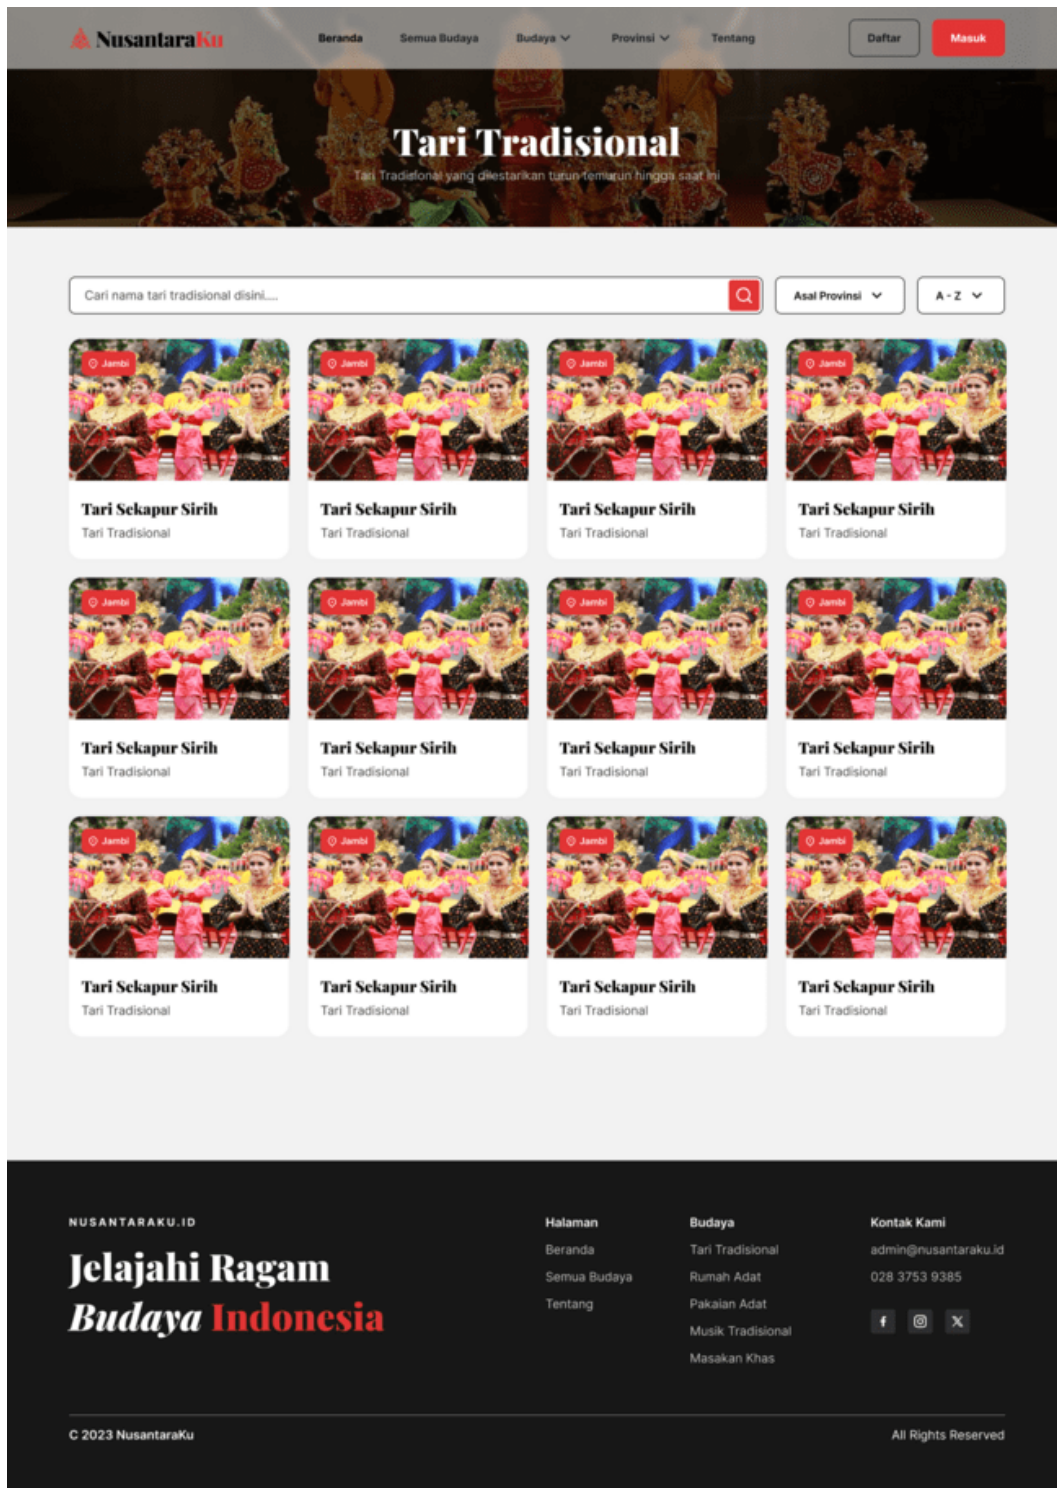 NusantaraKu
Beranda Semua Budaya Budaya Provinsi Tentang Daftar Masuk
Tari Tradisional
Tari Tradisional yang dilestarikan turun temurun hingga saat ini
Cari nama tari tradisional disini.... Asal Provinsi A - Z
Jambi Jambi Jambi Jambi
Tari Sekapur Sirih Tari Sekapur Sirih Tari Sekapur Sirih Tari Sekapur Sirih
Tari Tradisional Tari Tradisional Tari Tradisional Tari Tradisional
Jambi Jambi Jambi Jambi
Tari Sekapur Sirih Tari Sekapur Sirih Tari Sekapur Sirih Tari Sekapur Sirih
Tari Tradisional Tari Tradisional Tari Tradisional Tari Tradisional
Jambi Jambi Jambi Jambi
Tari Sekapur Sirih Tari Sekapur Sirih Tari Sekapur Sirih Tari Sekapur Sirih
Tari Tradisional Tari Tradisional Tari Tradisional Tari Tradisional
NUSANTARAKU.ID
Jelajahi Ragam
Budaya Indonesia
Halaman
Beranda
Semua Budaya
Tentang
Budaya
Tari Tradisional
Rumah Adat
Pakaian Adat
Musik Tradisional
Masakan Khas
Kontak Kami
admin@nusantaraku.id
028 3753 9385
C 2023 NusantaraKu
All Rights Reserved